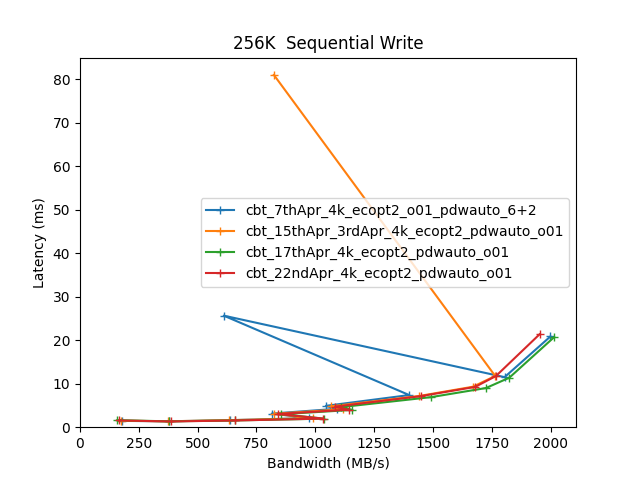 256K  Sequential Write
80
70
60
50
40
30
20
10
0
Latency (ms)
cbt_7thApr_4k_ecopt2_o01_pdwauto_6+2
cbt_15thApr_3rdApr_4k_ecopt2_pdwauto_o01
cbt_17thApr_4k_ecopt2_pdwauto_o01
cbt_22ndApr_4k_ecopt2_pdwauto_o01
0 250 500 750 1000 1250 1500 1750 2000
Bandwidth (MB/s)